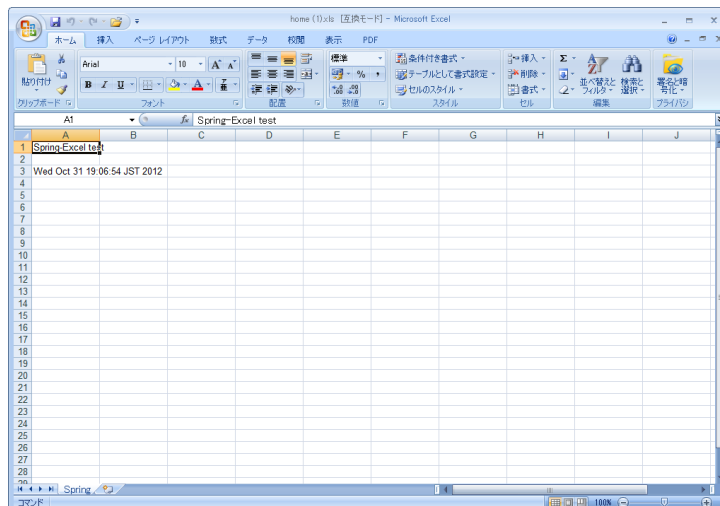 home (1).xls [互換モード] - Microsoft Excel
ホーム 挿入 ページ レイアウト 数式 データ 校閲 表示 PDF
貼り付け
クリップボード
Arial 10
B I U
フォント
配置
標準
数値
条件付き書式
テーブルとして書式設定
セルのスタイル
スタイル
挿入
削除
書式
セル
並べ替えと フィルタ
検索と 選択
編集
署名と暗号化
プライバシ
A1 fx Spring-Excel test
A B C D E F G H I J
1 Spring-Excel test
2
3 Wed Oct 31 19:06:54 JST 2012
4
5
6
7
8
9
10
11
12
13
14
15
16
17
18
19
20
21
22
23
24
25
26
27
28
29
Spring
コマンド 100%